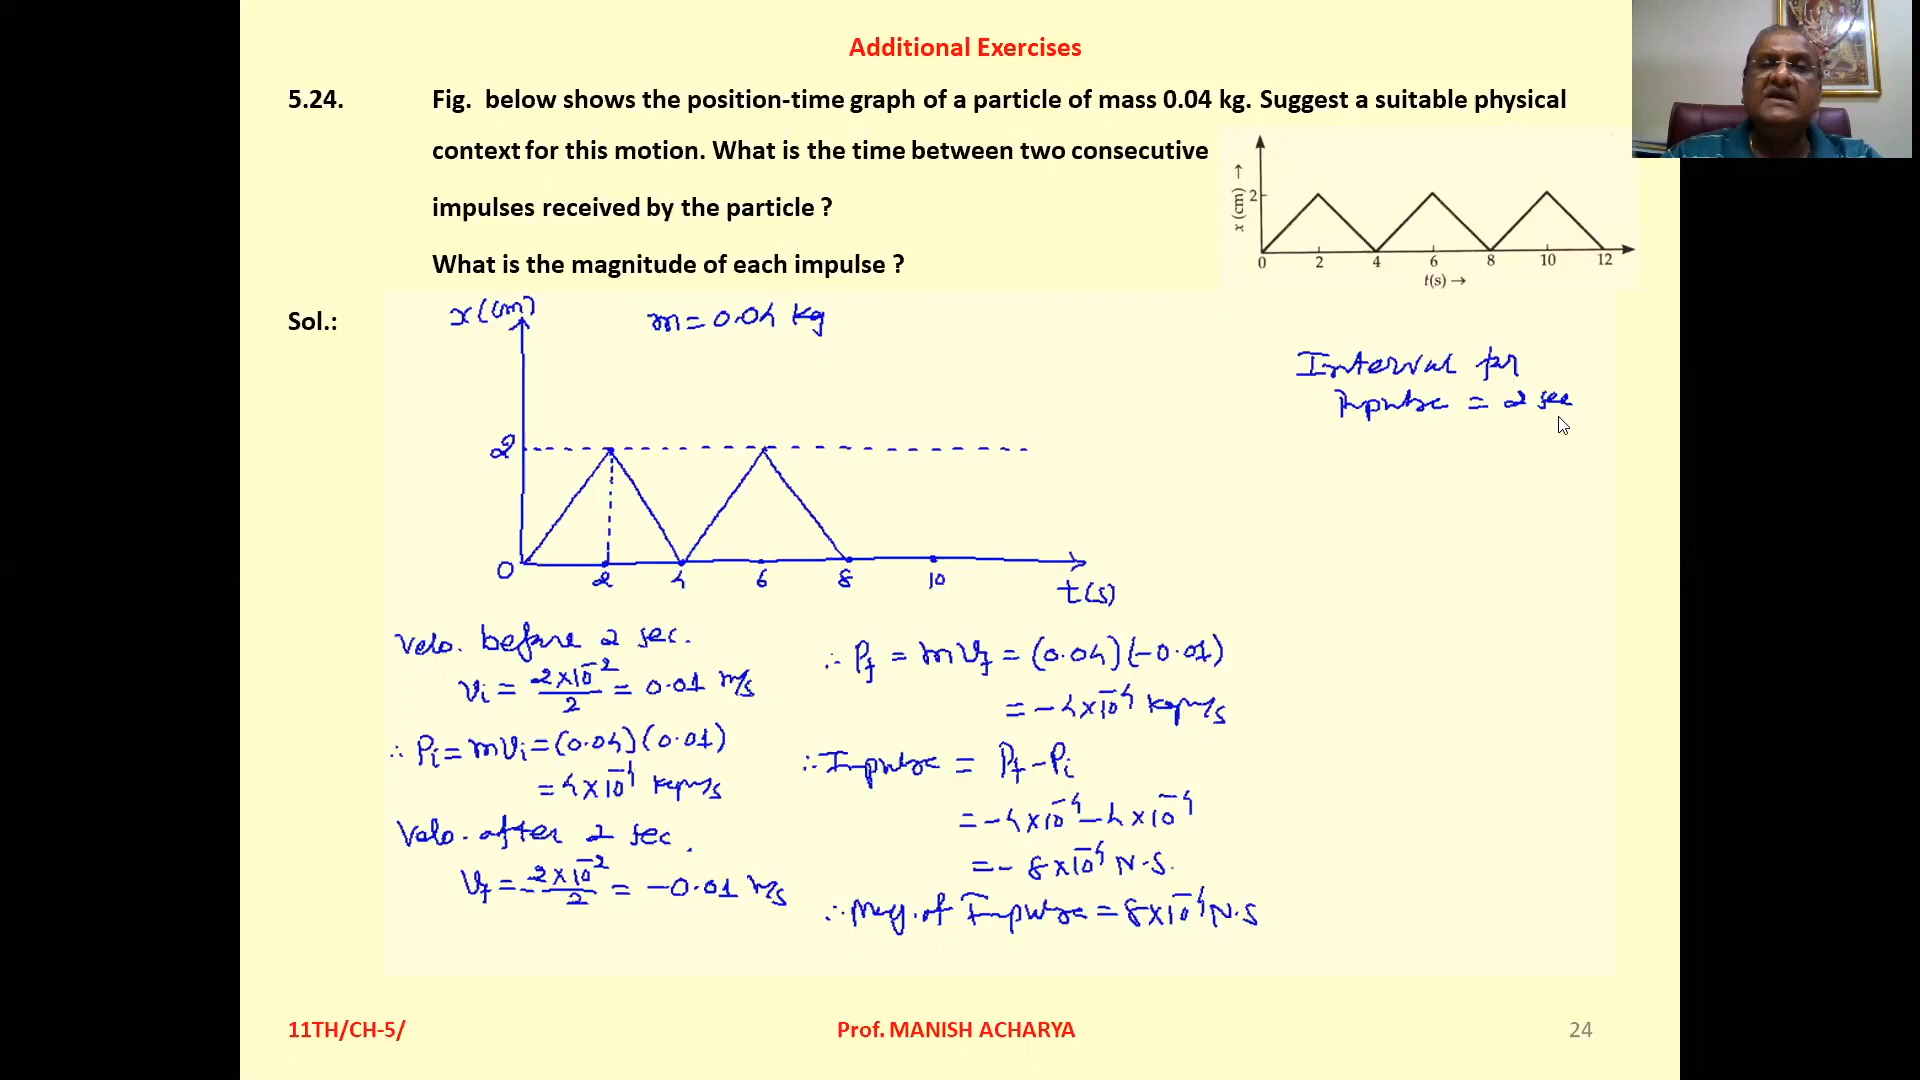 Additional Exercises
5.24. Fig. below shows the position-time graph of a particle of mass 0.04 kg. Suggest a suitable physical
context for this motion. What is the time between two consecutive
impulses received by the particle ?
What is the magnitude of each impulse ?
x (cm) →
2
0 2 4 6 8 10 12
t(s) →
Sol.:
x(cm)
m = 0.04 kg
Interval for
Impulse = 2 sec
2
0 2 4 6 8 10
t(s)
Velo. before 2 sec.
vi = 2×10^-2 / 2 = 0.01 m/s
∴ Pi = mvi = (0.04)(0.01)
= 4×10^-4 kgm/s
Velo. after 2 sec.
vf = -2×10^-2 / 2 = -0.01 m/s
∴ Pf = mvf = (0.04)(-0.01)
= -4×10^-4 kgm/s
∴ Impulse = Pf - Pi
= -4×10^-4 - 4×10^-4
= - 8×10^-4 N-S.
∴ Mag. of Impulse = 8×10^-4 N-S
11TH/CH-5/ Prof. MANISH ACHARYA 24